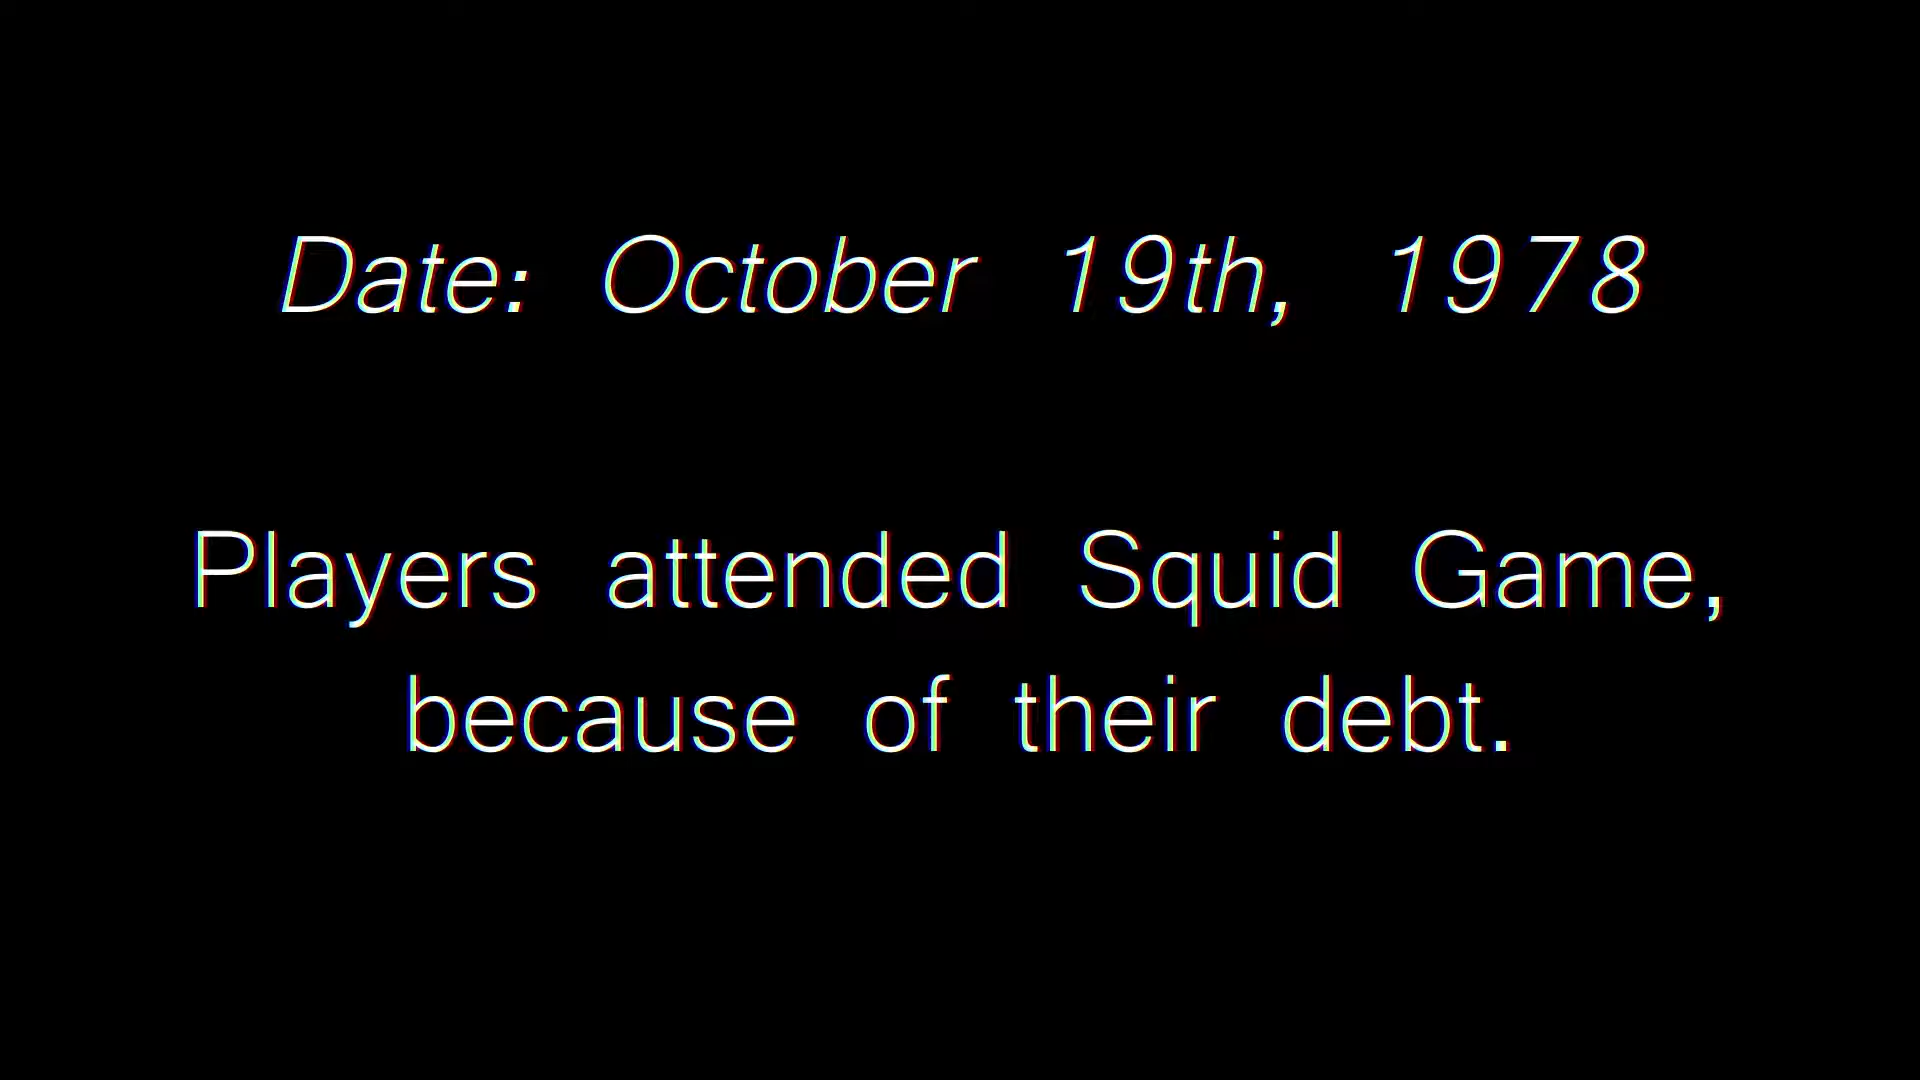 Date: October 19th, 1978
Players attended Squid Game,
because of their debt.